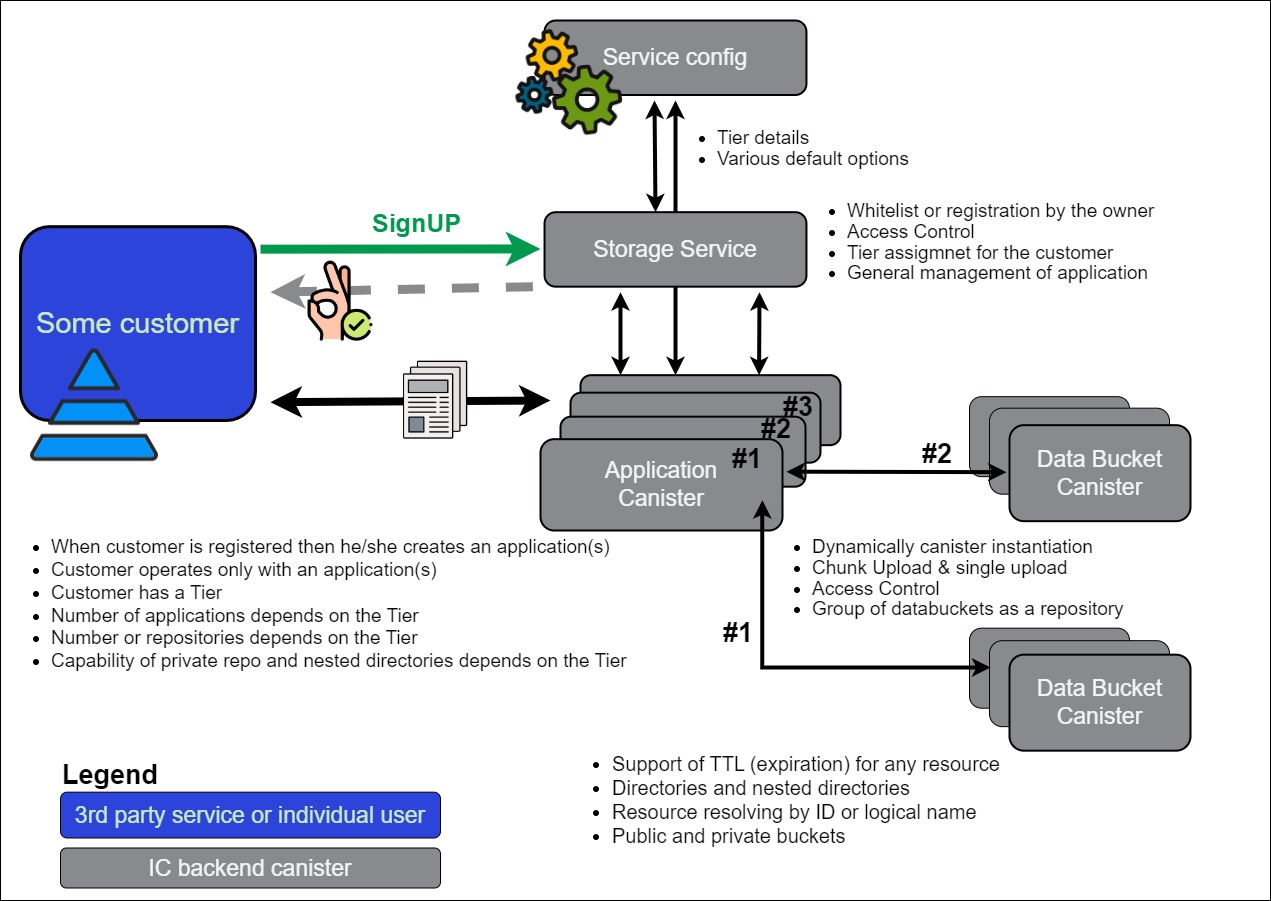 Service config
• Tier details
• Various default options
SignUP
Storage Service
• Whitelist or registration by the owner
• Access Control
• Tier assigmnet for the customer
• General management of application
Some customer
#3
#2
#1
Application
Canister
#2
Data Bucket
Canister
• When customer is registered then he/she creates an application(s)
• Customer operates only with an application(s)
• Customer has a Tier
• Number of applications depends on the Tier
• Number or repositories depends on the Tier
• Capability of private repo and nested directories depends on the Tier
• Dynamically canister instantiation
• Chunk Upload & single upload
• Access Control
• Group of databuckets as a repository
#1
Data Bucket
Canister
• Support of TTL (expiration) for any resource
• Directories and nested directories
• Resource resolving by ID or logical name
• Public and private buckets
Legend
3rd party service or individual user
IC backend canister